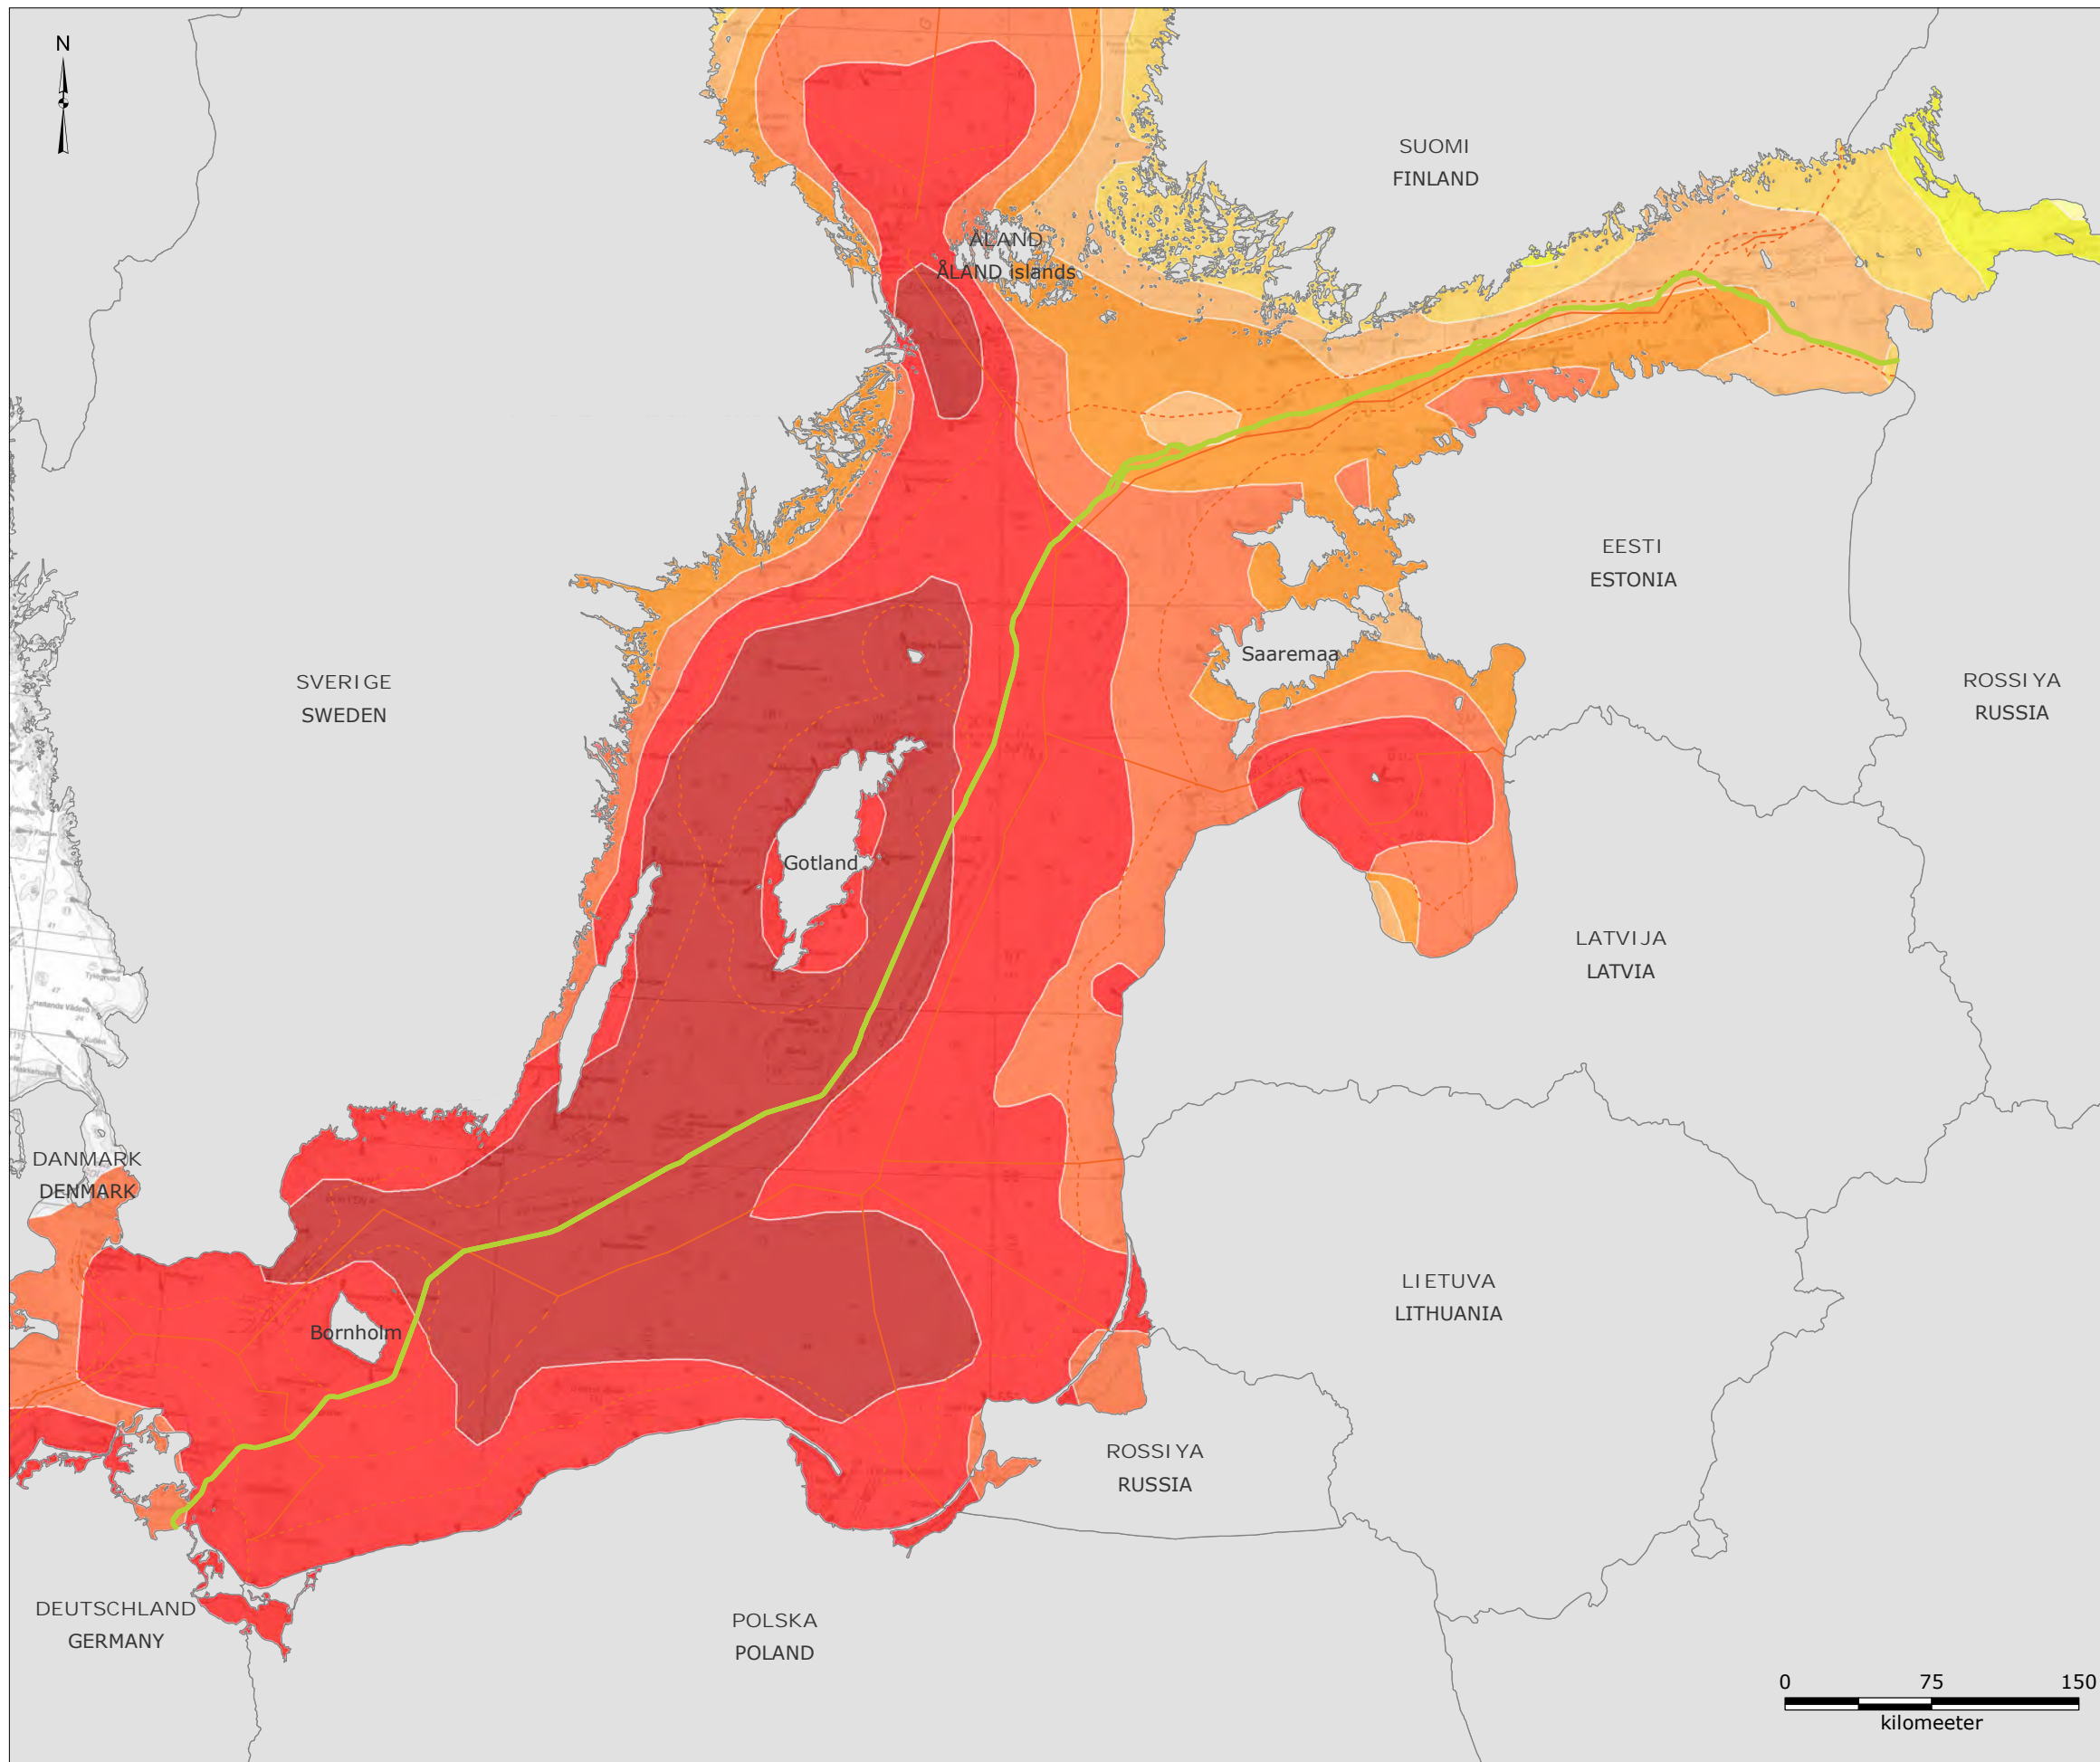 N
SUOMI
FINLAND
ÅLAND
ÅLAND islands
EESTI
ESTONIA
Saaremaa
ROSSIYA
RUSSIA
SVERIGE
SWEDEN
Gotland
LATVIJA
LATVIA
DANMARK
DENMARK
LIETUVA
LITHUANIA
Bornholm
ROSSIYA
RUSSIA
DEUTSCHLAND
GERMANY
POLSKA
POLAND
0 75 150
kilomeeter